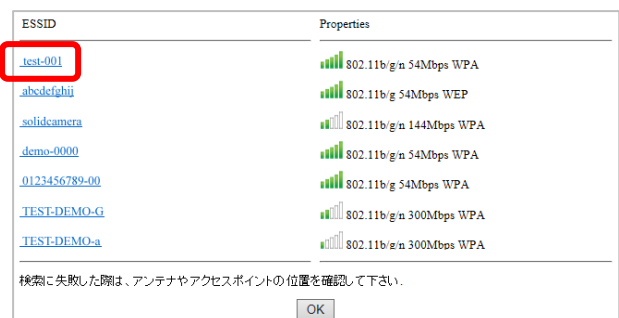 ESSID Properties
test-001 802.11b/g/n 54Mbps WPA
abcdefghij 802.11b/g 54Mbps WEP
solidcamera 802.11b/g/n 144Mbps WPA
demo-0000 802.11b/g/n 54Mbps WPA
0123456789-00 802.11b/g 54Mbps WPA
TEST-DEMO-G 802.11b/g/n 300Mbps WPA
TEST-DEMO-a 802.11b/g/n 300Mbps WPA
検索に失敗した際は、アンテナやアクセスポイントの位置を確認して下さい.
OK